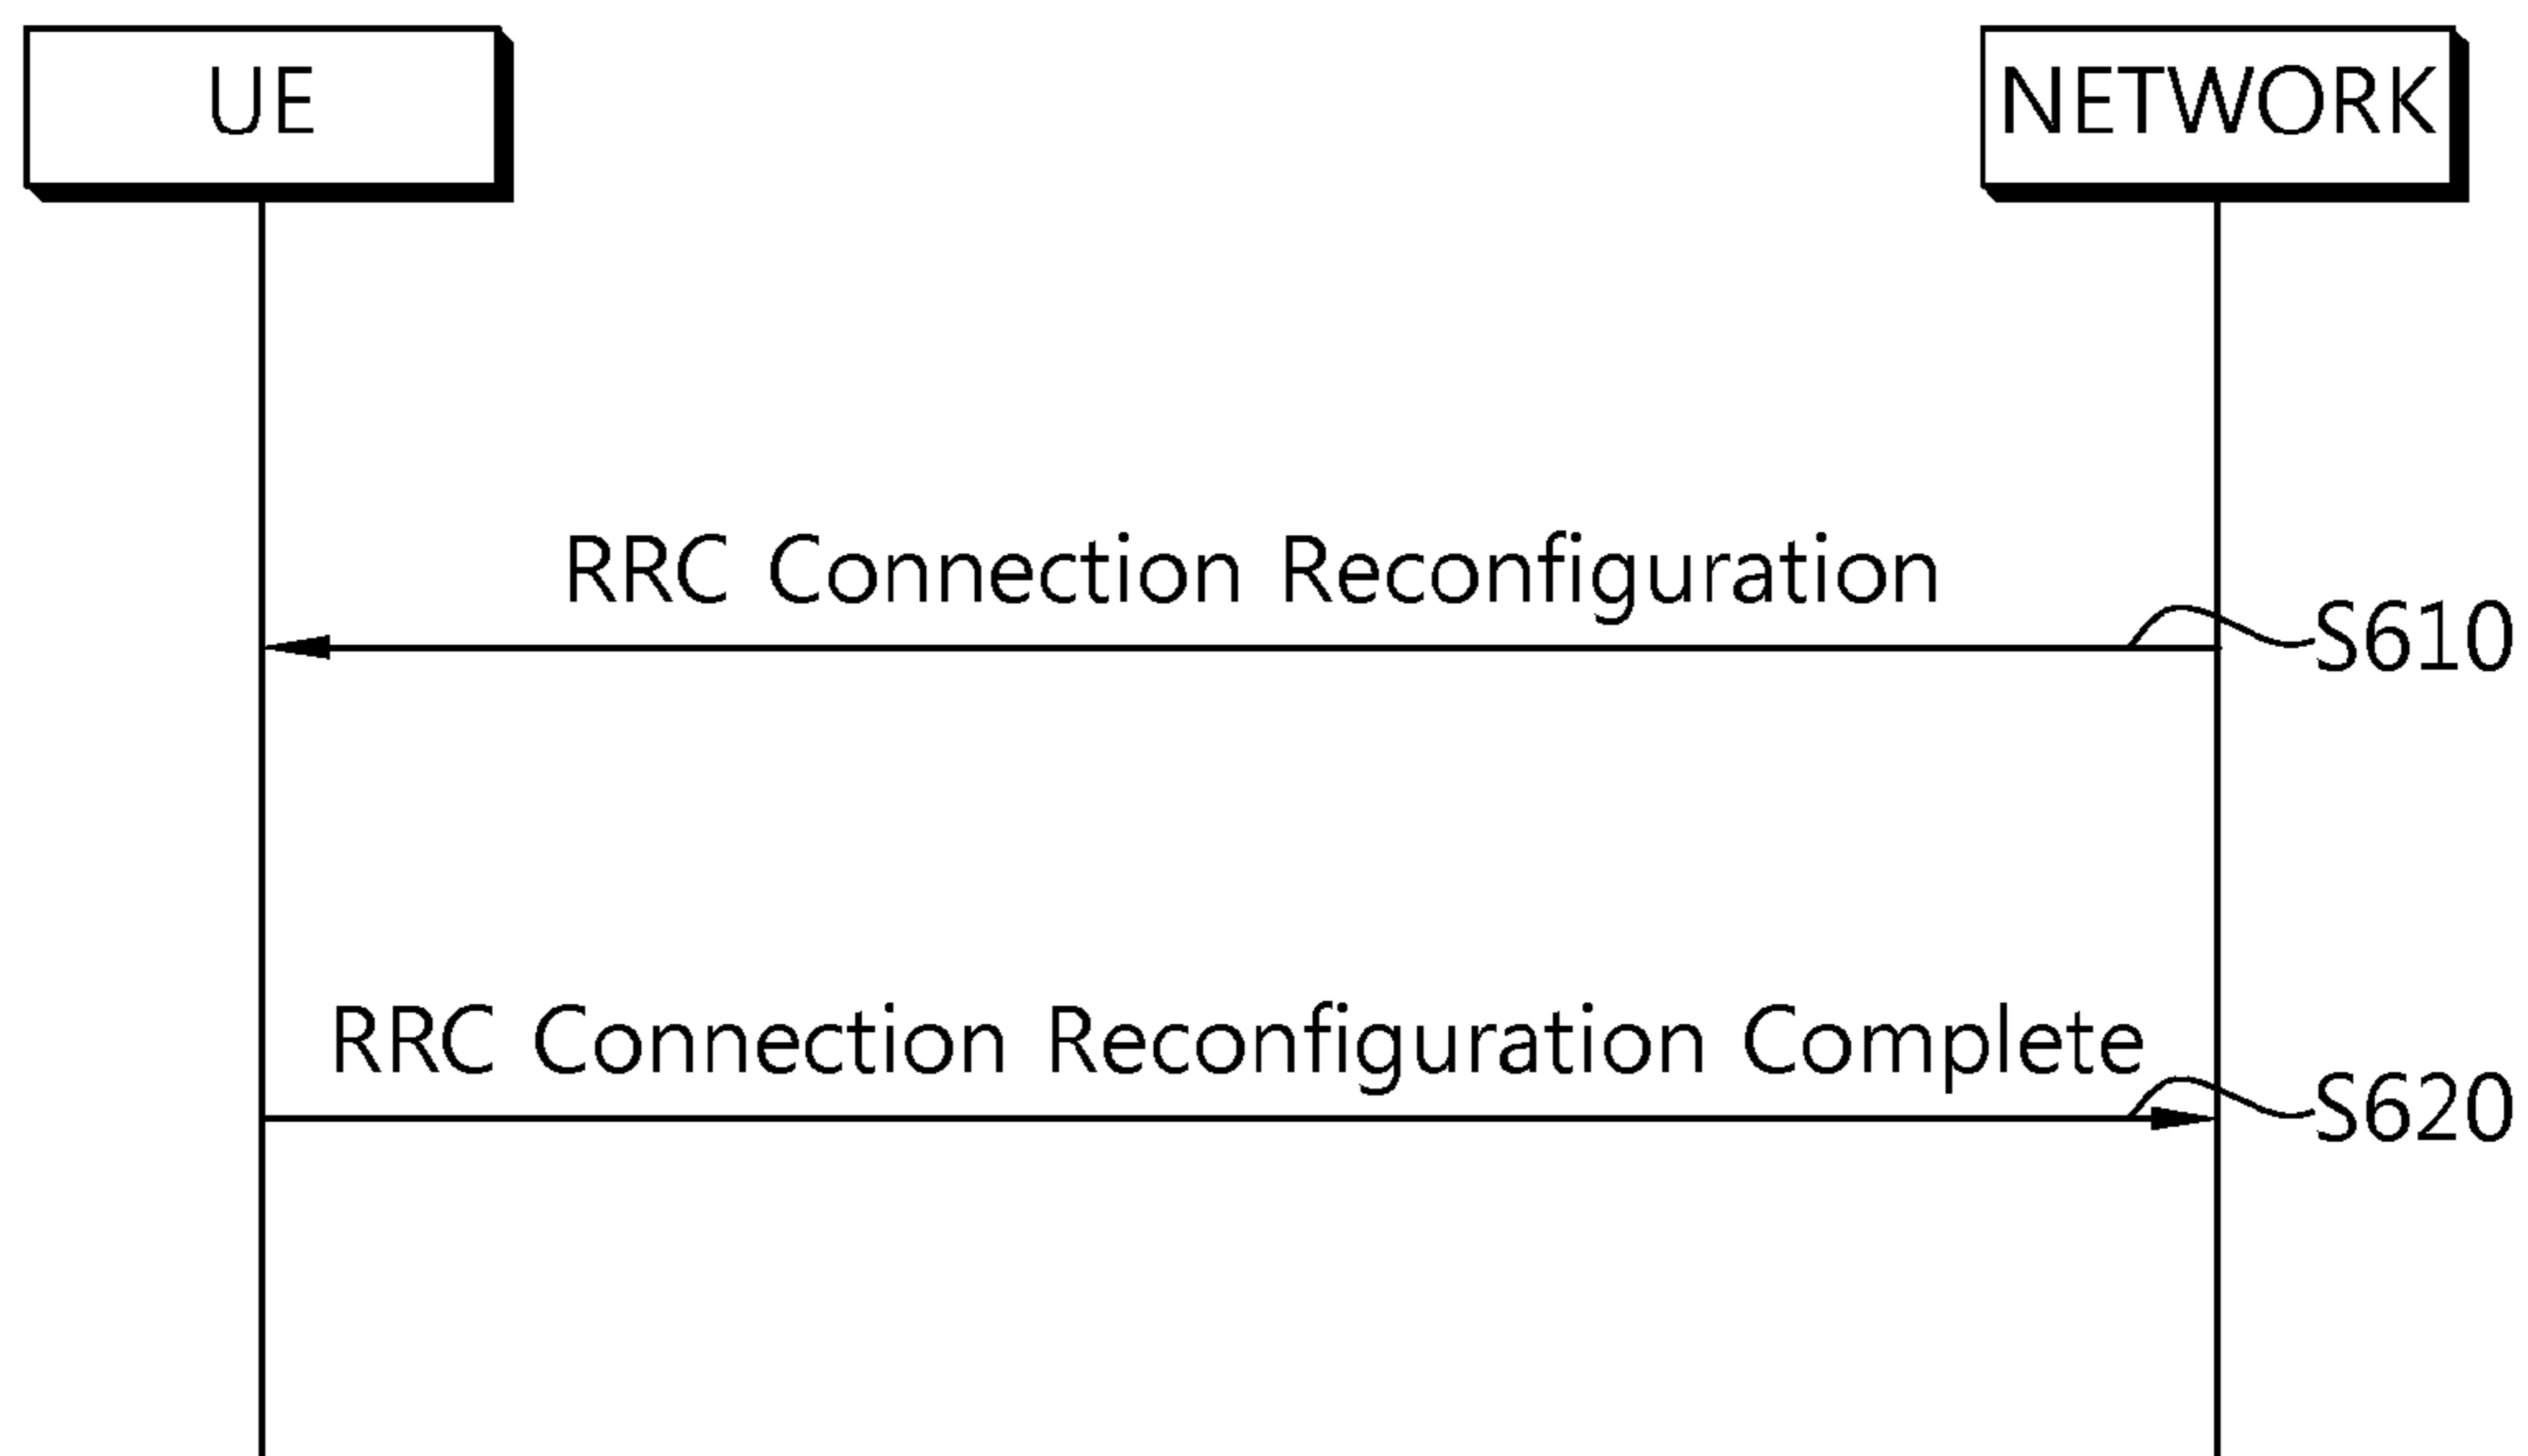 UE
NETWORK
RRC Connection Reconfiguration
S610
RRC Connection Reconfiguration Complete
S620